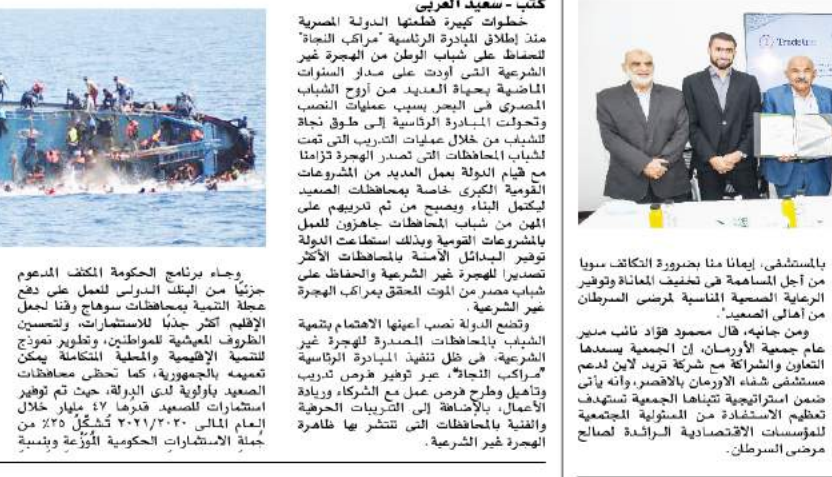 Trade Line
بالمستشفى، إيمانا منا بضرورة التكاتف سويا
من أجل المساهمة فى تخفيف المعاناة وتوفير
الرعاية الصحية المناسبة لمرضى السرطان
من أهالى الصعيد".
ومن جانبه، قال محمود فؤاد نائب مدير
عام جمعية الأورمان، إن الجمعية يسعدها
التعاون والشراكة مع شركة تريد لاين لدعم
مستشفى شفاء الاورمان بالاقصر، وأنه يأتى
ضمن استراتيجية تتبناها الجمعية تستهدف
تعظيم الاستفادة من المسئولية المجتمعية
للمؤسسات الاقتصادية الرائدة لصالح
مرضى السرطان.
كتب - سعيد العربى
خطوات كبيرة قطعتها الدولة المصرية
منذ إطلاق المبادرة الرئاسية "مراكب النجاة"
للحفاظ على شباب الوطن من الهجرة غير
الشرعية التى أودت على مدار السنوات
الماضية بحياة العديد من أروح الشباب
المصرى فى البحر بسبب عمليات النصب
وتحولت المبادرة الرئاسية إلى طوق نجاة
للشباب من خلال عمليات التدريب التى تمت
لشباب المحافظات التى تصدر الهجرة تزامنا
مع قيام الدولة بعمل العديد من المشروعات
القومية الكبرى خاصة بمحافظات الصعيد
ليكتمل البناء ويصبح من ثم تدريبهم على
المهن من شباب المحافظات جاهزون للعمل
بالمشروعات القومية وبذلك استطاعت الدولة
توفير البدائل الآمنة بالمحافظات الأكثر
تصديرا للهجرة غير الشرعية والحفاظ على
شباب مصر من الموت المحقق بمراكب الهجرة
غير الشرعية.
وتضع الدولة نصب أعينها الاهتمام بتنمية
الشباب بالمحافظات المصدرة للهجرة غير
الشرعية، فى ظل تنفيذ المبادرة الرئاسية
"مراكب النجاة"، عبر توفير فرص تدريب
وتأهيل وطرح فرص عمل مع الشركاء وريادة
الأعمال، بالإضافة إلى التدريبات الحرفية
والفنية بالمحافظات التى تنتشر بها ظاهرة
الهجرة غير الشرعية.
وجاء برنامج الحكومة المكثف المدعوم
جزئيًا من البنك الدولى للعمل على دفع
عجلة التنمية بمحافظات سوهاج وقنا لجعل
الإقليم أكثر جذبًا للاستثمارات، ولتحسين
الظروف المعيشية للمواطنين، وتطوير نموذج
للتنمية الإقليمية والمحلية المتكاملة يمكن
تعميمه بالجمهورية، كما تحظى محافظات
الصعيد بأولوية لدى الدولة، حيث تم توفير
استثمارات للصعيد قدرها ٤٧ مليار خلال
العام المالى ٢٠٢١/٢٠٢٠ تُشكّل ٢٥٪ من
جُملة الاستثمارات الحكومية المُوَزّعة وبنسبة